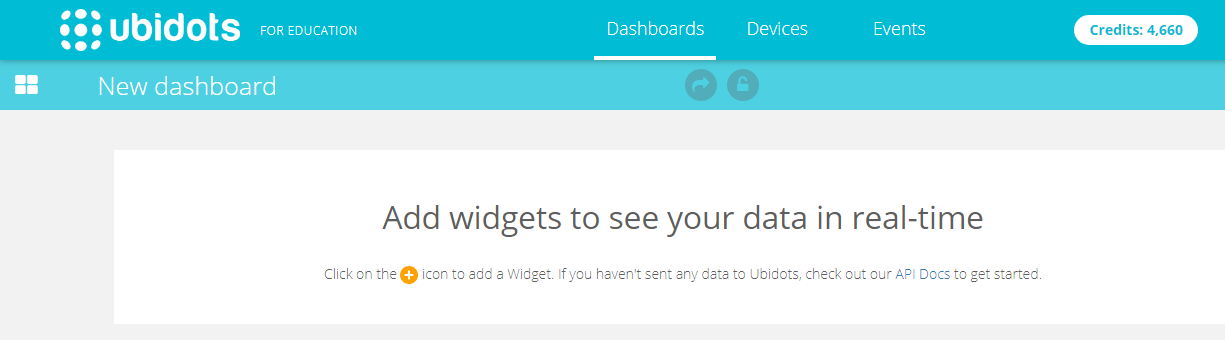 ubidots FOR EDUCATION Dashboards Devices Events Credits: 4,660
New dashboard
Add widgets to see your data in real-time
Click on the + icon to add a Widget. If you haven't sent any data to Ubidots, check out our API Docs to get started.